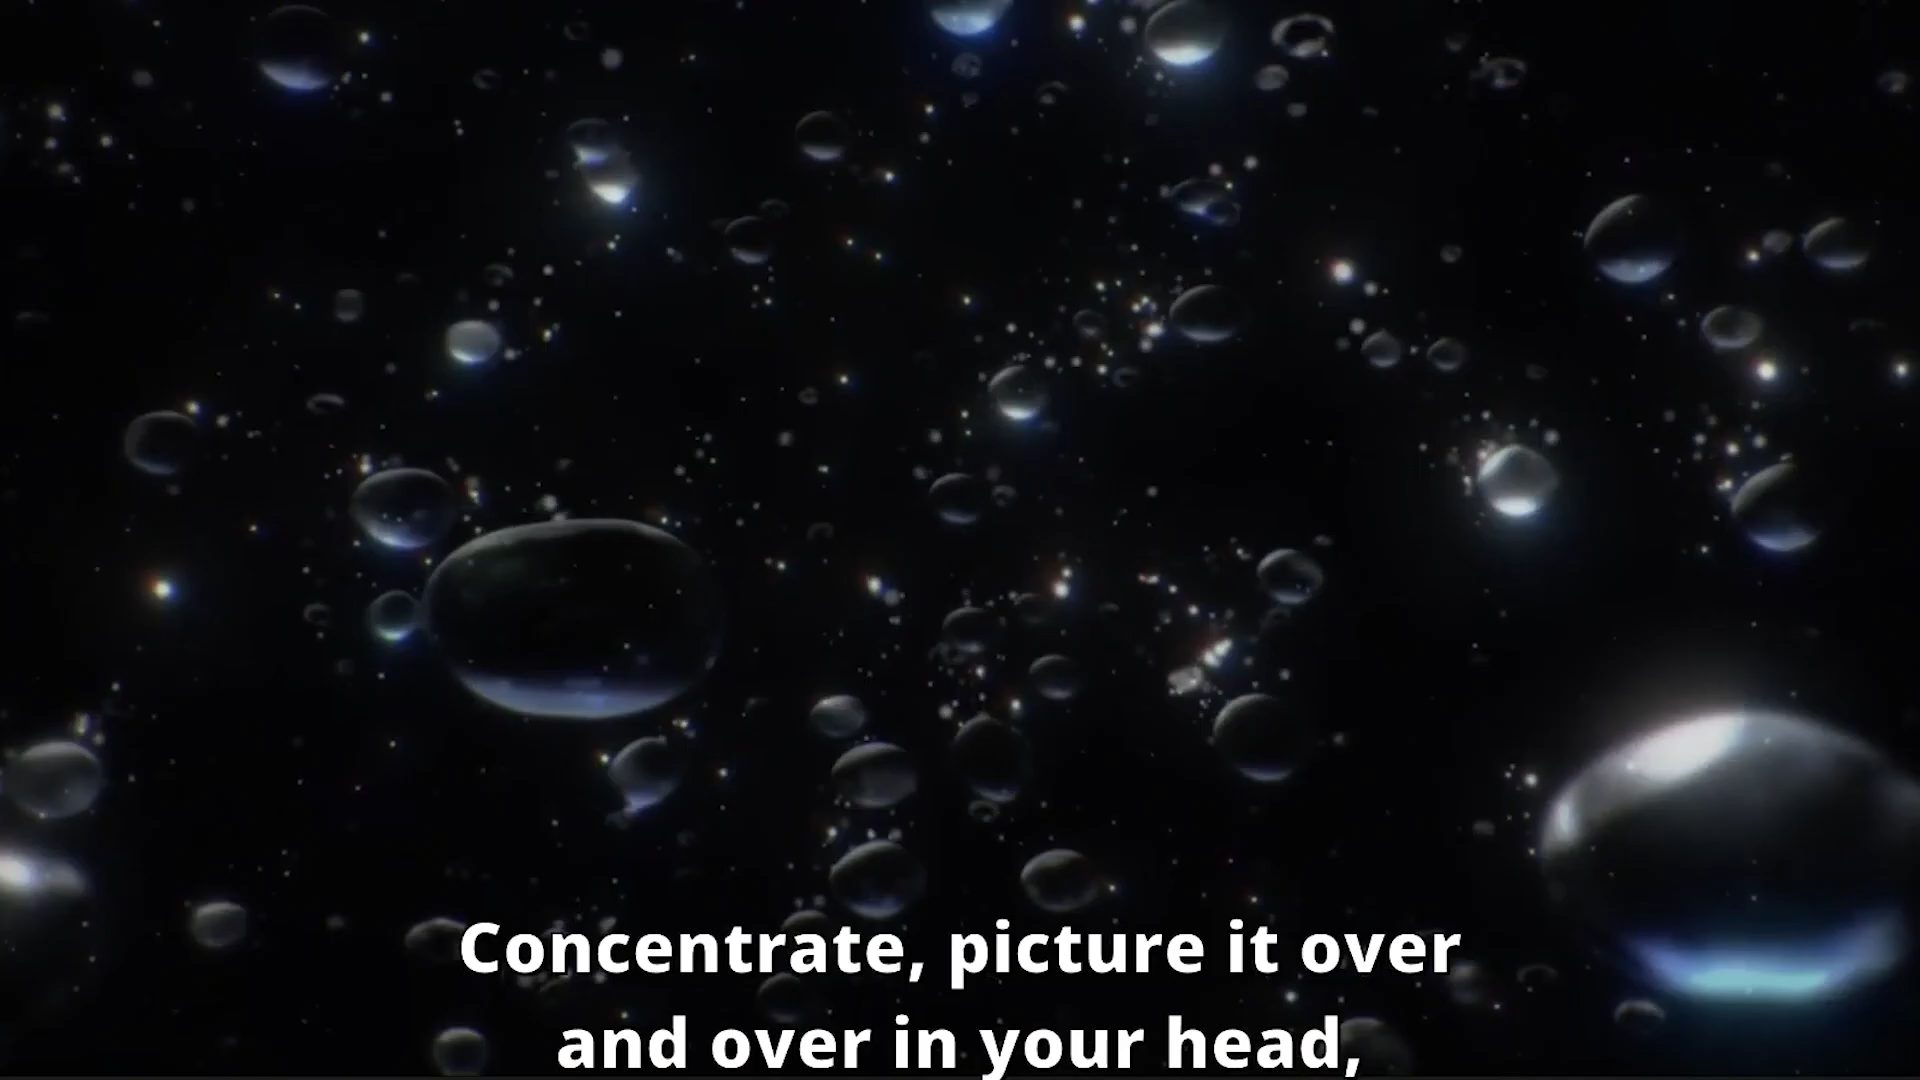 Concentrate, picture it over
and over in your head,